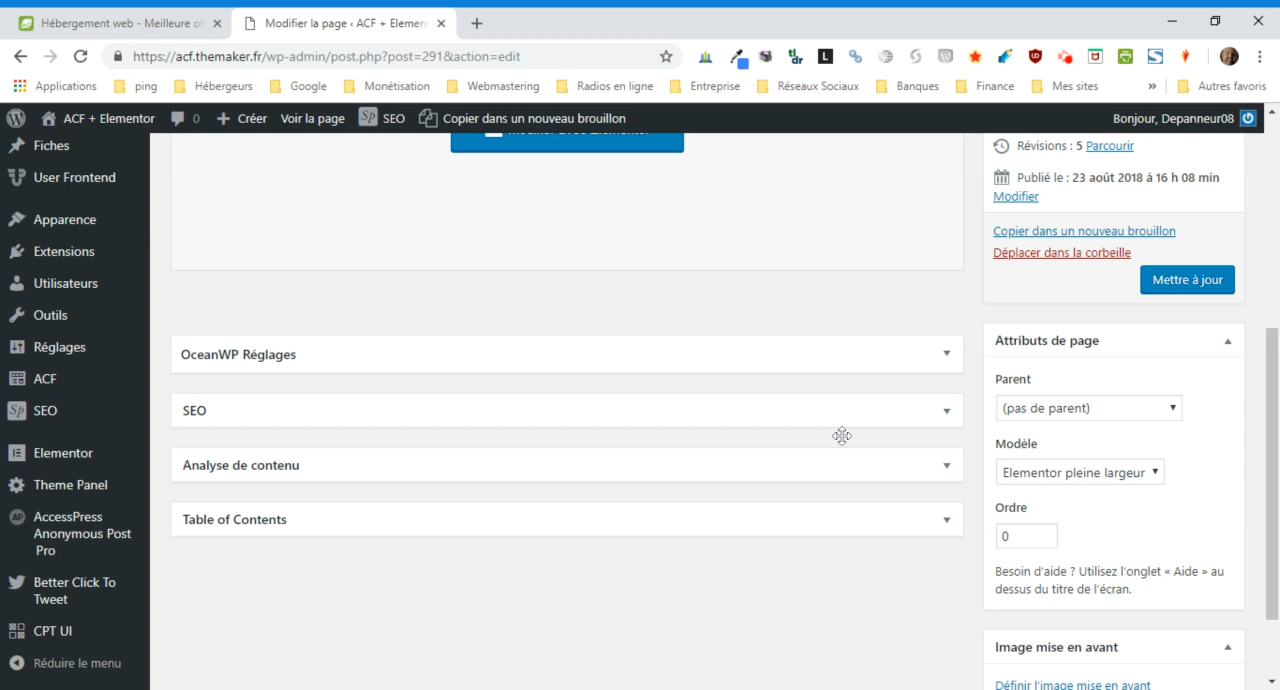 Hébergement web - Meilleure of
Modifier la page ‹ ACF + Element
https://acf.themaker.fr/wp-admin/post.php?post=2918&action=edit
Applications
ping
Hébergeurs
Google
Monétisation
Webmastering
Radios en ligne
Entreprise
Réseaux Sociaux
Banques
Finance
Mes sites
»
Autres favoris
ACF + Elementor
0
Créer
Voir la page
SEO
Copier dans un nouveau brouillon
Bonjour, Depanneur08
Fiches
User Frontend
Apparence
Extensions
Utilisateurs
Outils
Réglages
ACF
SEO
Elementor
Theme Panel
AccessPress
Anonymous Post
Pro
Better Click To
Tweet
CPT UI
Réduire le menu
OceanWP Réglages
SEO
Analyse de contenu
Table of Contents
Révisions : 5 Parcourir
Publié le : 23 août 2018 à 16 h 08 min
Modifier
Copier dans un nouveau brouillon
Déplacer dans la corbeille
Mettre à jour
Attributs de page
Parent
(pas de parent)
Modèle
Elementor pleine largeur
Ordre
0
Besoin d'aide ? Utilisez l'onglet « Aide » au
dessus du titre de l'écran.
Image mise en avant
Définir l'image mise en avant